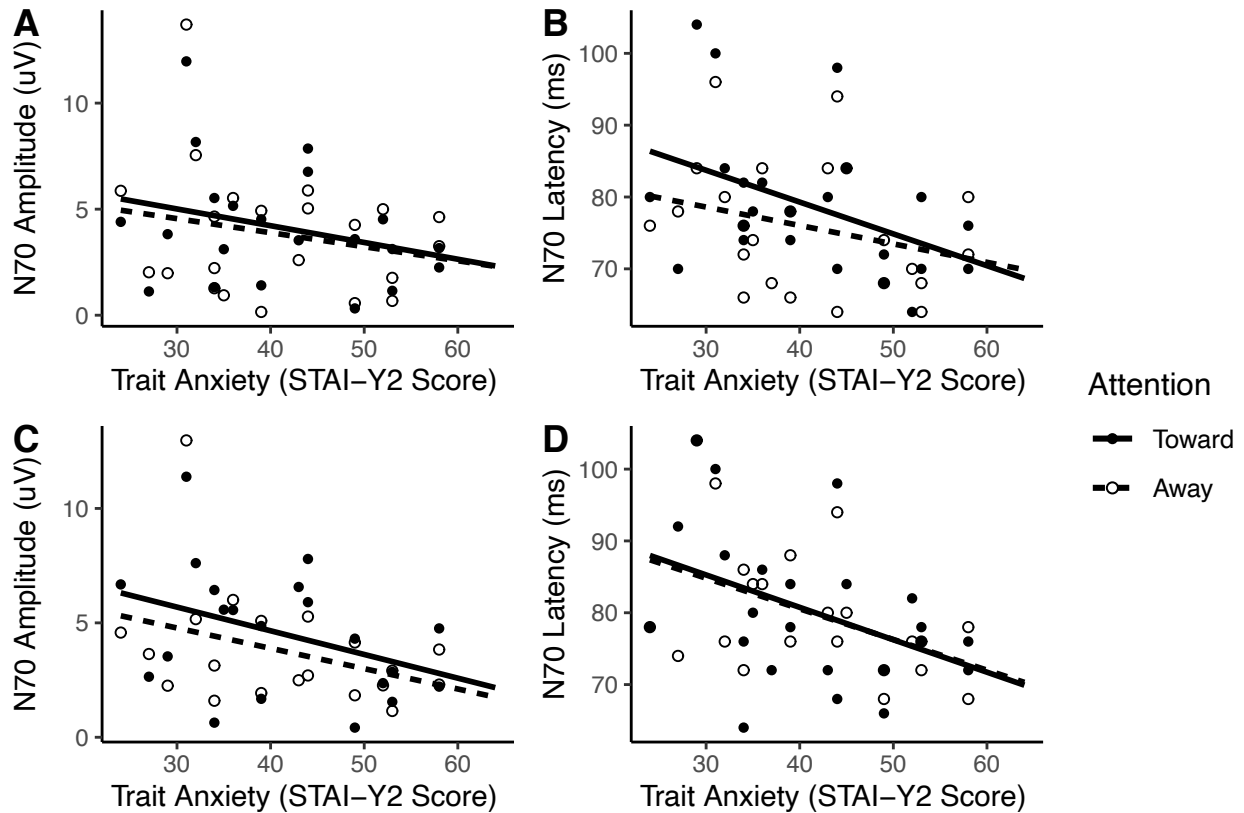 A
N70 Amplitude (uV)
10
5
0
30 40 50 60
Trait Anxiety (STAI−Y2 Score)
B
N70 Latency (ms)
100
90
80
70
30 40 50 60
Trait Anxiety (STAI−Y2 Score)
C
N70 Amplitude (uV)
10
5
0
30 40 50 60
Trait Anxiety (STAI−Y2 Score)
D
N70 Latency (ms)
100
90
80
70
30 40 50 60
Trait Anxiety (STAI−Y2 Score)
Attention
Toward
Away